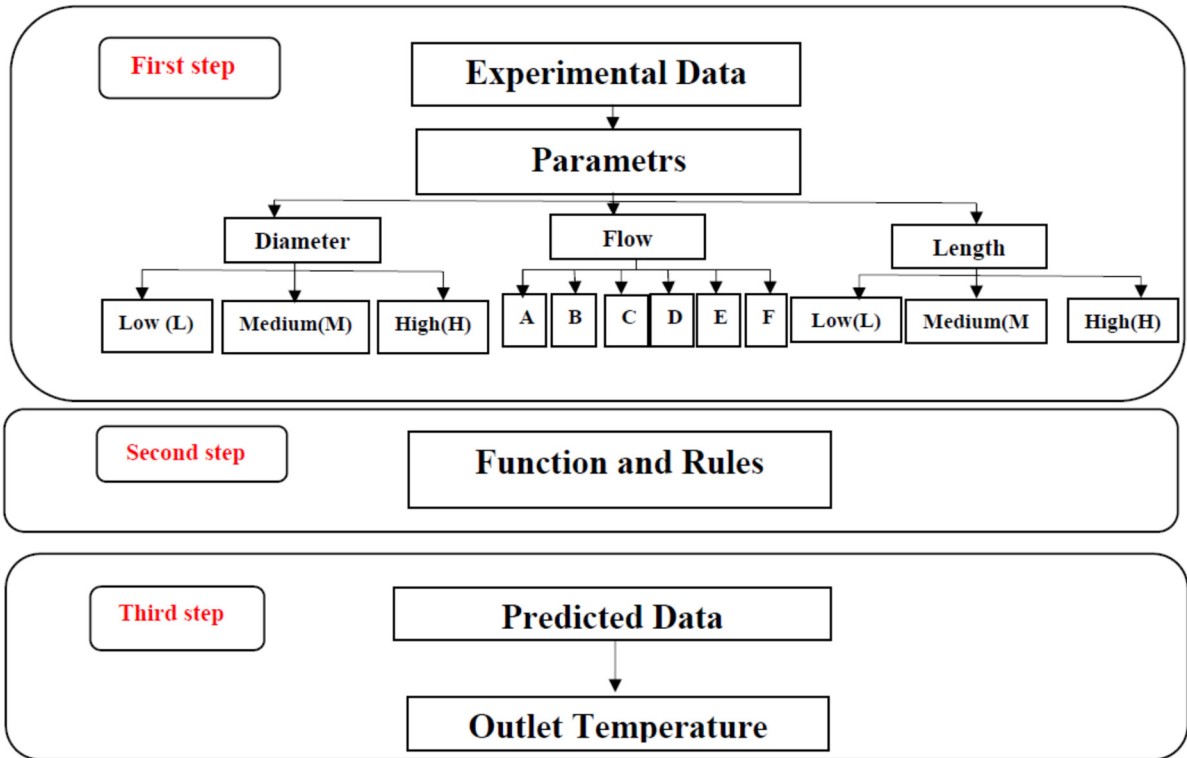 First step
Experimental Data
Parametrs
Diameter
Flow
Length
Low (L)
Medium(M)
High(H)
A
B
C
D
E
F
Low(L)
Medium(M
High(H)
Second step
Function and Rules
Third step
Predicted Data
Outlet Temperature